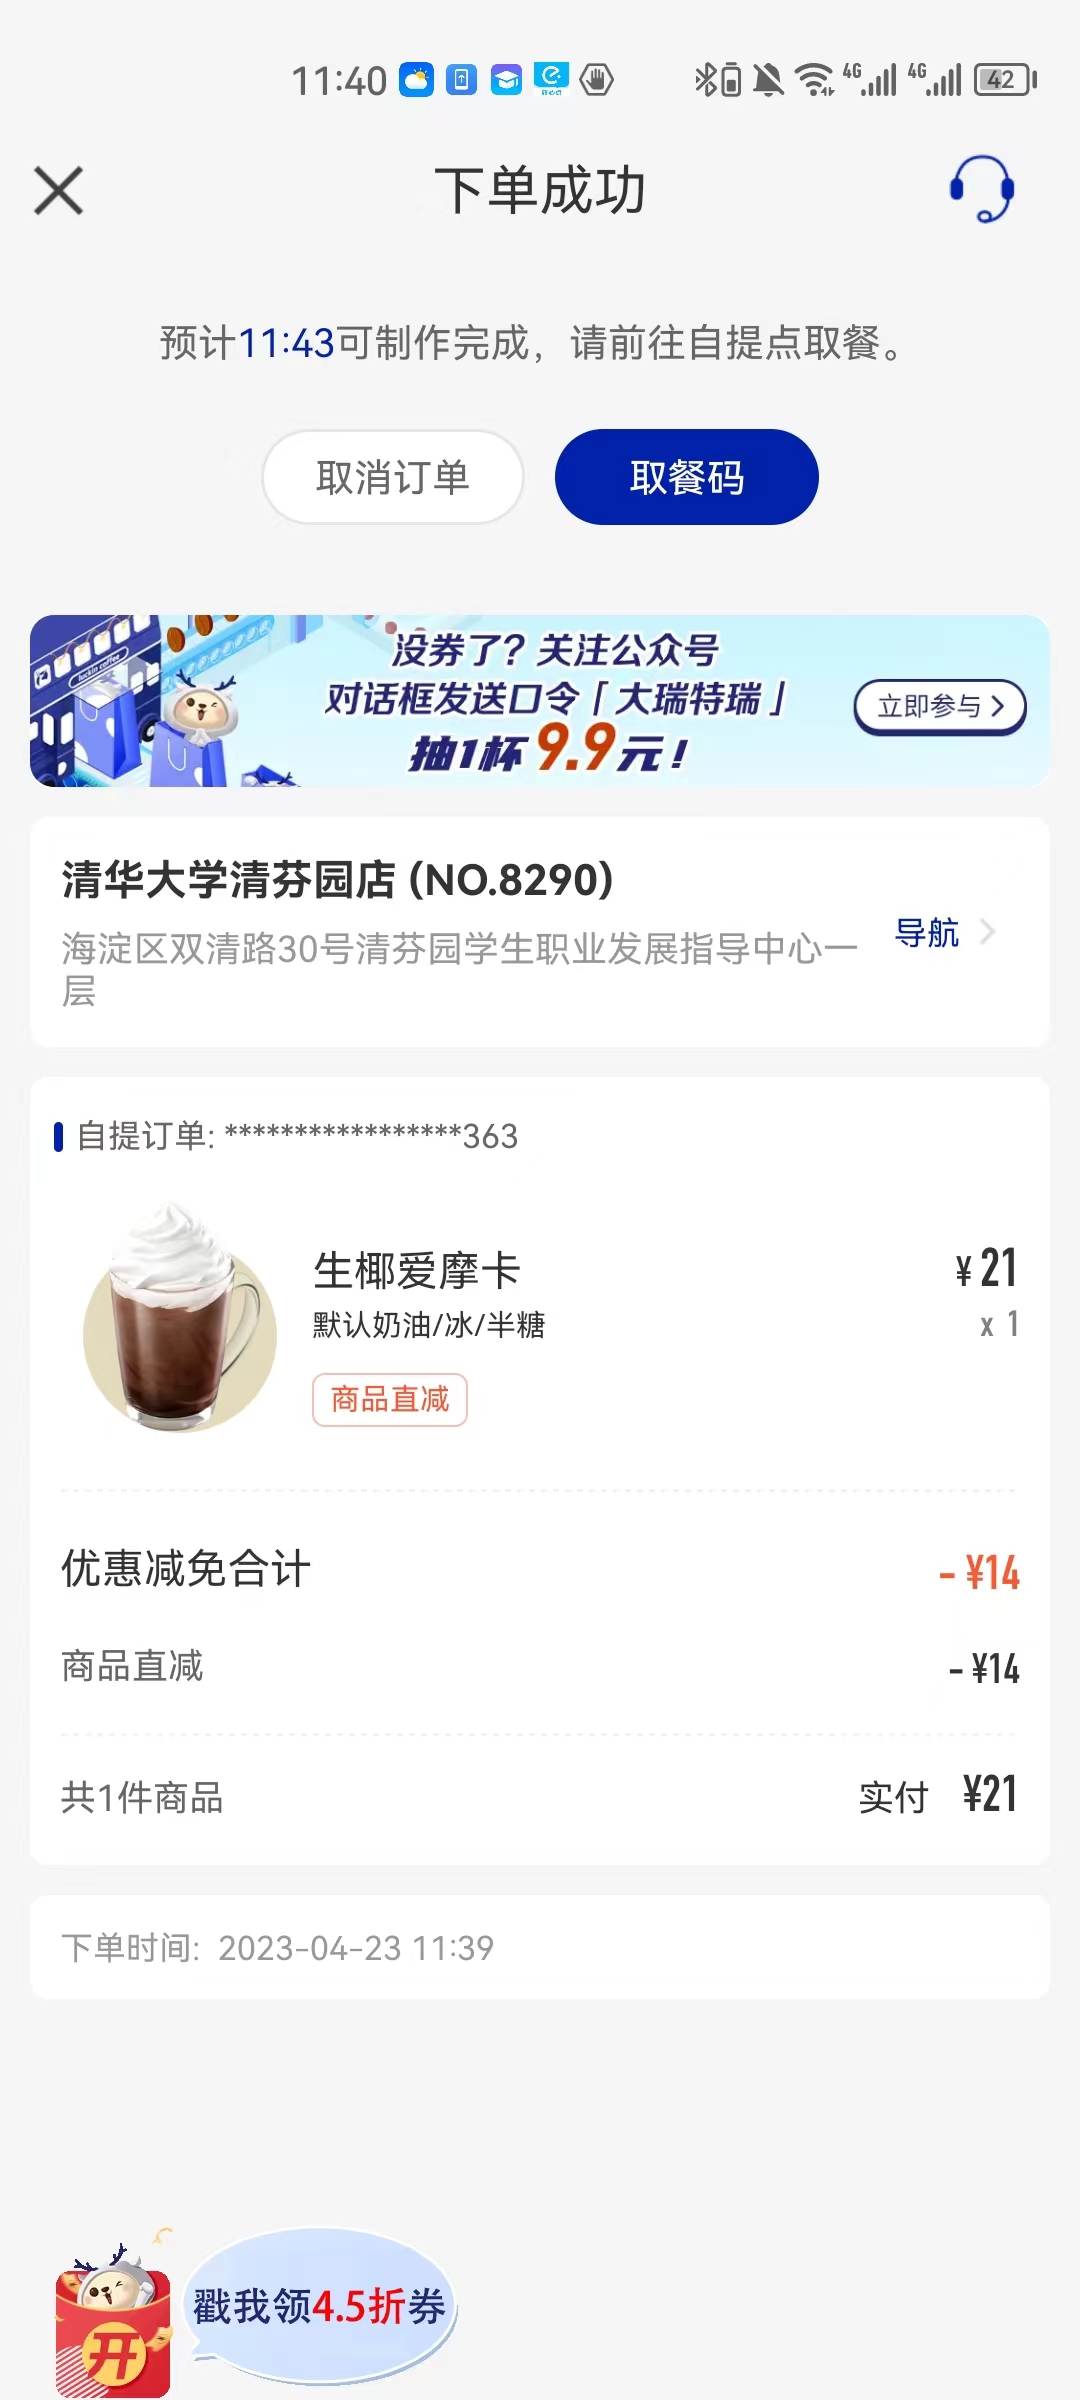 11:40
4G
4G
42
下单成功
预计11:43可制作完成，请前往自提点取餐。
取消订单
取餐码
luckin coffee
没券了？关注公众号
对话框发送口令「大瑞特瑞」
抽1杯9.9元！
立即参与 >
清华大学清芬园店 (NO.8290)
海淀区双清路30号清芬园学生职业发展指导中心一
层
导航
自提订单: *****************363
生椰爱摩卡
¥ 21
默认奶油/冰/半糖
x 1
商品直减
优惠减免合计
- ¥14
商品直减
- ¥14
共1件商品
实付 ¥21
下单时间: 2023-04-23 11:39
戳我领4.5折券
开